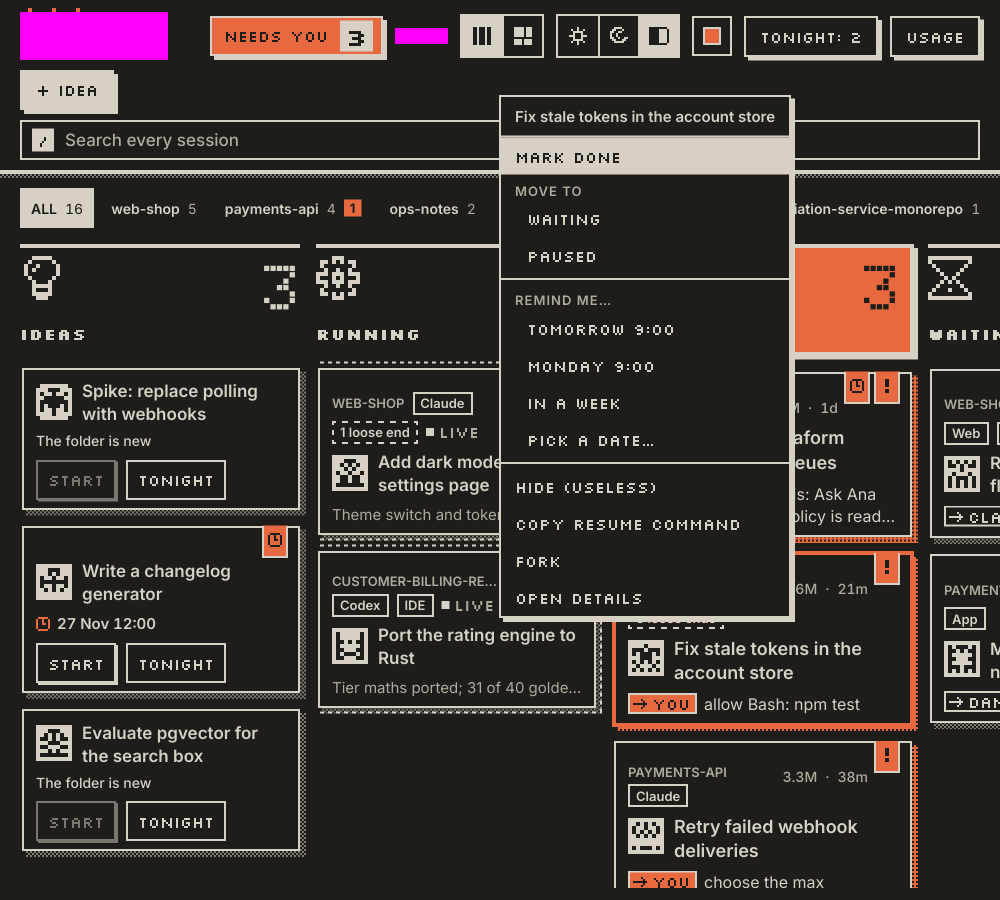 NEEDS YOU 3
TONIGHT: 2
USAGE
+ IDEA
/ Search every session
ALL 16
web-shop 5
payments-api 4 1
ops-notes 2
iation-service-monorepo 1
Fix stale tokens in the account store
MARK DONE
MOVE TO
WAITING
PAUSED
REMIND ME…
TOMORROW 9:00
MONDAY 9:00
IN A WEEK
PICK A DATE…
HIDE (USELESS)
COPY RESUME COMMAND
FORK
OPEN DETAILS
3
IDEAS
Spike: replace polling
with webhooks
The folder is new
START TONIGHT
Write a changelog
generator
27 Nov 12:00
START TONIGHT
Evaluate pgvector for
the search box
The folder is new
START TONIGHT
RUNNING
WEB-SHOP Claude
1 loose end LIVE
Add dark mode
settings page
Theme switch and toke
CUSTOMER-BILLING-RE…
Codex IDE LIVE
Port the rating engine to
Rust
Tier maths ported; 31 of 40 golde…
3
· 1d !
aform
eues
s: Ask Ana
olicy is read…
6M · 21m !
Fix stale tokens in the
account store
→ YOU allow Bash: npm test
PAYMENTS-API 3.3M · 38m !
Claude
Retry failed webhook
deliveries
→ YOU choose the max
WAITIN
WEB-SH
Web
→ CLA
PAYMEN
App
→ DAN